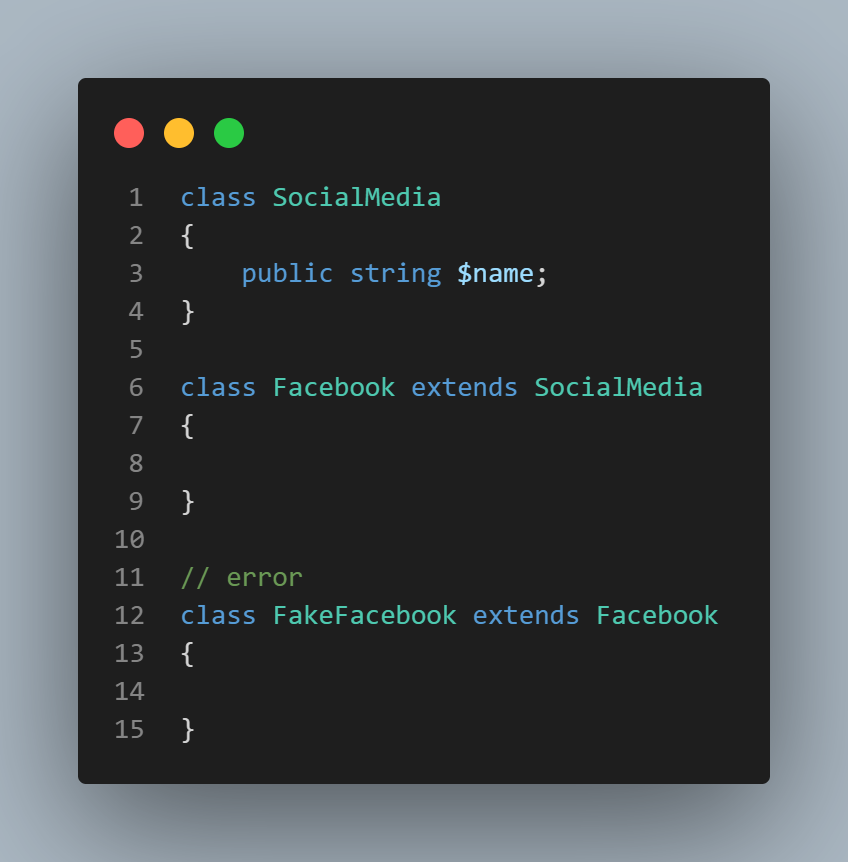 1 class SocialMedia
2 {
3     public string $name;
4 }
5
6 class Facebook extends SocialMedia
7 {
8
9 }
10
11 // error
12 class FakeFacebook extends Facebook
13 {
14
15 }